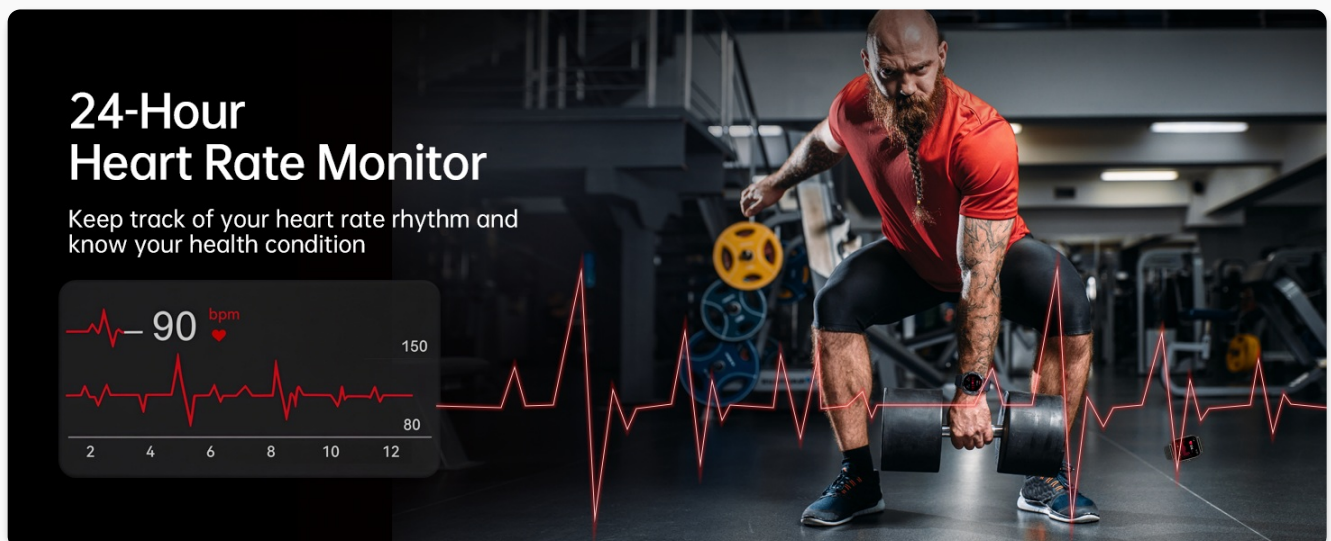 24-Hour
Heart Rate Monitor
Keep track of your heart rate rhythm and
know your health condition
90 bpm
150
80
2 4 6 8 10 12